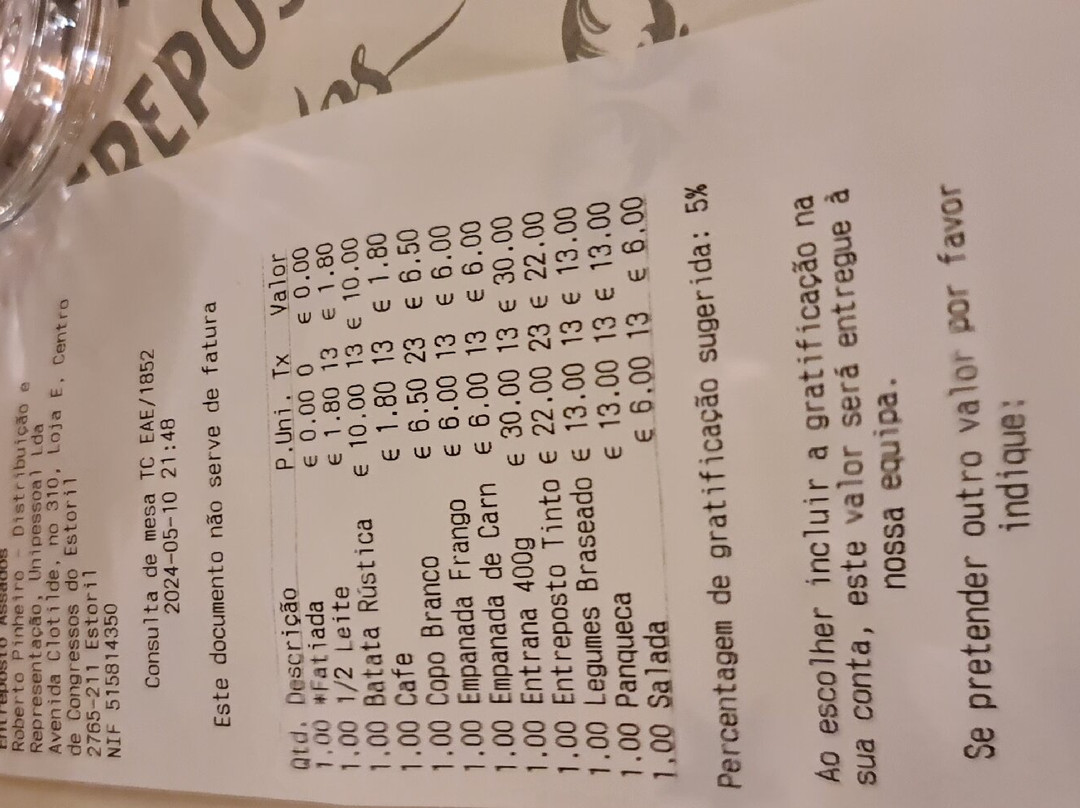 REPOS
Entreposto Assados
Roberto Pinheiro - Distribuição e
Representação, Unipessoal Lda
Avenida Clotilde, no 310, Loja E, Centro
de Congressos do Estoril
2765-211 Estoril
NIF 515814350
Consulta de mesa TC EAE/1852
2024-05-10 21:48
Este documento não serve de fatura
Qtd. Descrição P.Uni. Tx Valor
1.00 *Fatiada € 0.00 0 € 0.00
1.00 1/2 Leite € 1.80 13 € 1.80
1.00 Batata Rústica € 10.00 13 € 10.00
1.00 Cafe € 1.80 13 € 1.80
1.00 Copo Branco € 6.50 23 € 6.50
1.00 Empanada Frango € 6.00 13 € 6.00
1.00 Empanada de Carn € 6.00 13 € 6.00
1.00 Entrana 400g € 30.00 13 € 30.00
1.00 Entreposto Tinto € 22.00 23 € 22.00
1.00 Legumes Braseado € 13.00 13 € 13.00
1.00 Panqueca € 13.00 13 € 13.00
1.00 Salada € 6.00 13 € 6.00
Percentagem de gratificação sugerida: 5%
Ao escolher incluir a gratificação na
sua conta, este valor será entregue à
nossa equipa.
Se pretender outro valor por favor
indique: